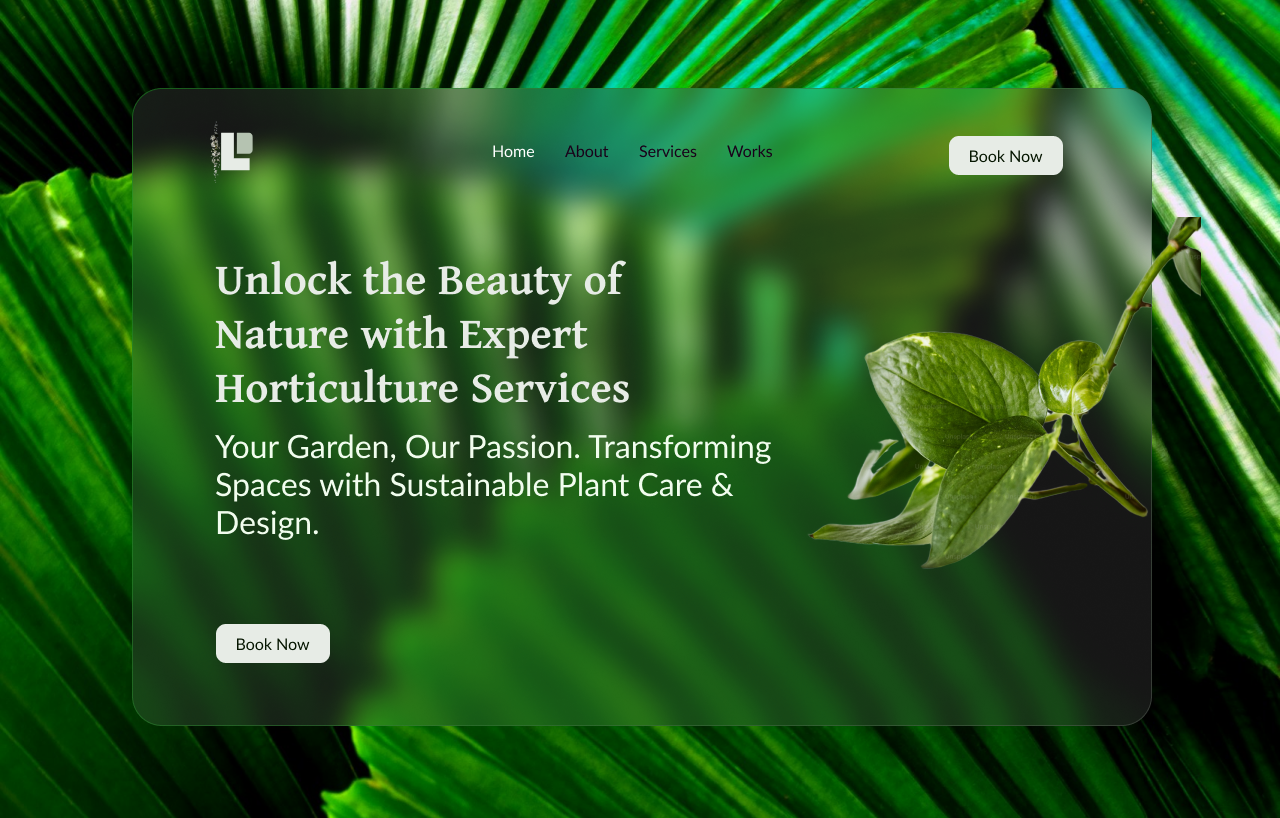 Home About Services Works Book Now
Unlock the Beauty of
Nature with Expert
Horticulture Services
Your Garden, Our Passion. Transforming
Spaces with Sustainable Plant Care &
Design.
Book Now